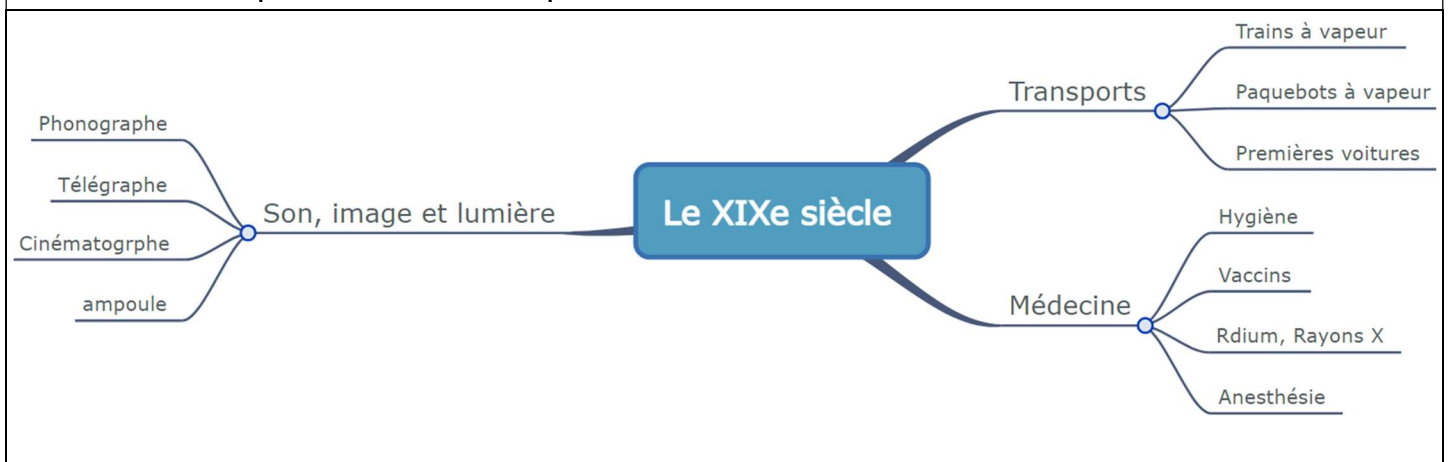 Le XIXe siècle
Transports
Trains à vapeur
Paquebots à vapeur
Premières voitures
Médecine
Hygiène
Vaccins
Rdium, Rayons X
Anesthésie
Son, image et lumière
Phonographe
Télégraphe
Cinématogrphe
ampoule